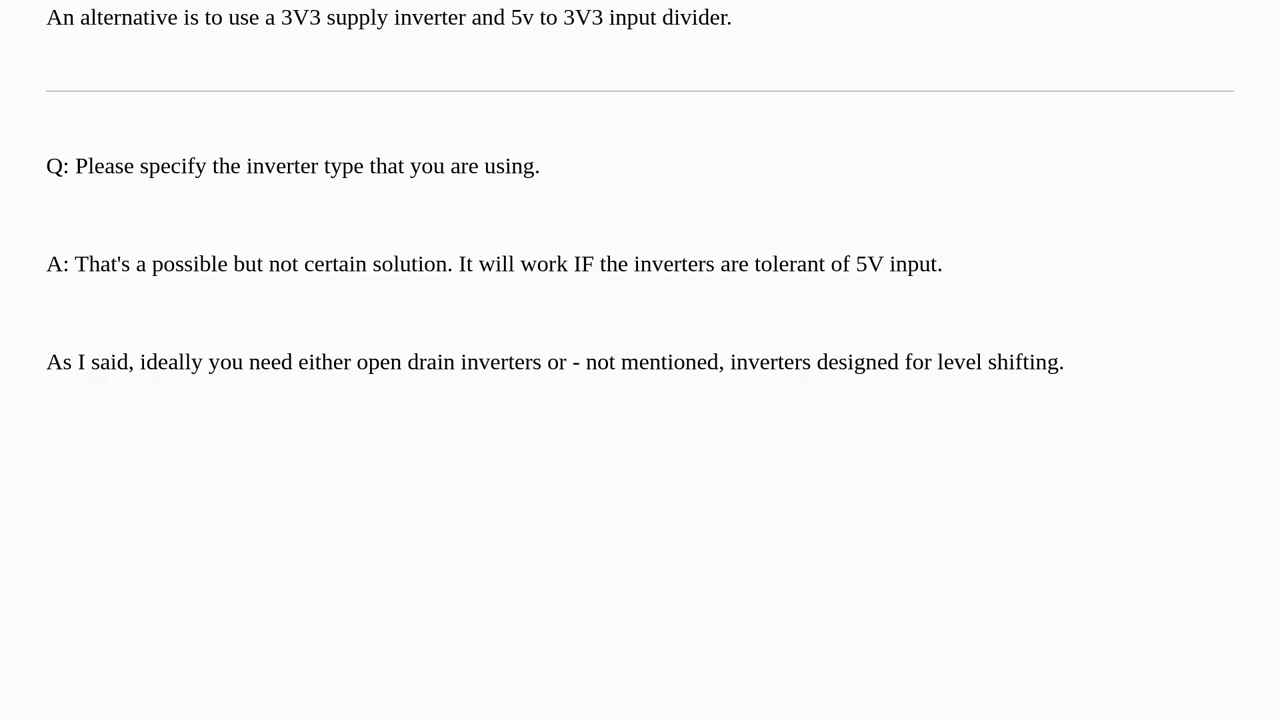 An alternative is to use a 3V3 supply inverter and 5v to 3V3 input divider.
Q: Please specify the inverter type that you are using.
A: That's a possible but not certain solution. It will work IF the inverters are tolerant of 5V input.
As I said, ideally you need either open drain inverters or - not mentioned, inverters designed for level shifting.